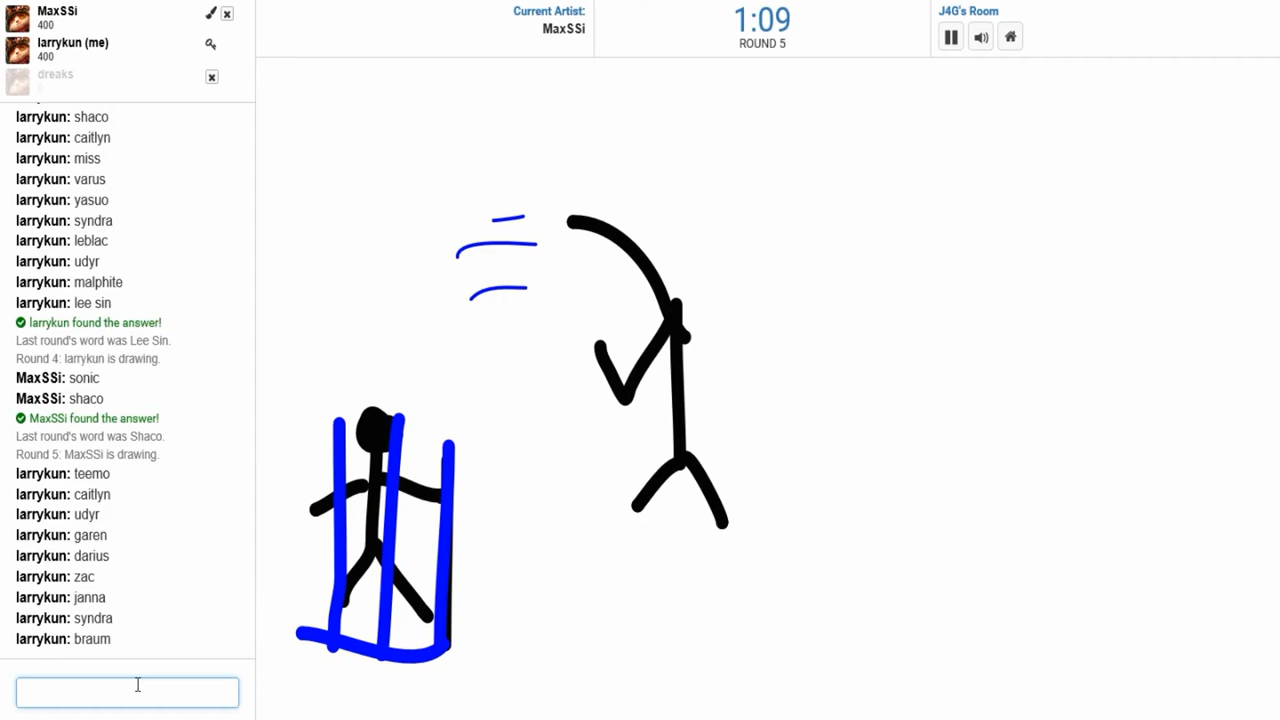 MaxSSi
400
larrykun (me)
400
dreaks
Current Artist:
MaxSSi
1:09
ROUND 5
J4G's Room
larrykun: shaco
larrykun: caitlyn
larrykun: miss
larrykun: varus
larrykun: yasuo
larrykun: syndra
larrykun: leblac
larrykun: udyr
larrykun: malphite
larrykun: lee sin
larrykun found the answer!
Last round's word was Lee Sin.
Round 4: larrykun is drawing.
MaxSSi: sonic
MaxSSi: shaco
MaxSSi found the answer!
Last round's word was Shaco.
Round 5: MaxSSi is drawing.
larrykun: teemo
larrykun: caitlyn
larrykun: udyr
larrykun: garen
larrykun: darius
larrykun: zac
larrykun: janna
larrykun: syndra
larrykun: braum